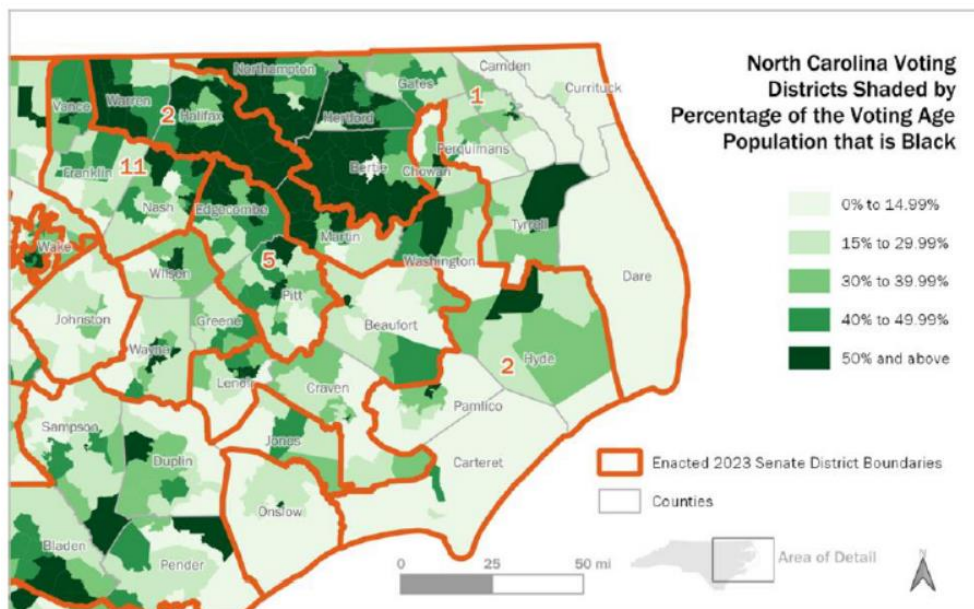 North Carolina Voting
Districts Shaded by
Percentage of the Voting Age
Population that is Black
0% to 14.99%
15% to 29.99%
30% to 39.99%
40% to 49.99%
50% and above
Enacted 2023 Senate District Boundaries
Counties
Area of Detail
0 25 50 mi
N
Northampton
Camden
Gates
Currituck
Vance
Warren
1
2
Halifax
Hertford
Perquimans
11
Franklin
Bertie
Chowan
Nash
Edgecombe
Tyrrell
Martin
Wake
Washington
Wilson
5
Dare
Pitt
Johnston
Greene
Beaufort
Wayne
Hyde
2
Lenoir
Craven
Pamlico
Sampson
Jones
Duplin
Carteret
Onslow
Bladen
Pender